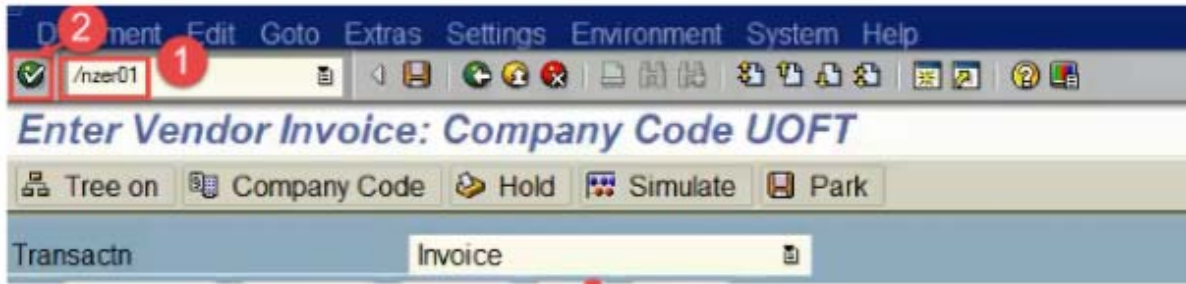 D 2 ment Edit Goto Extras Settings Environment System Help
/nzer01 1
Enter Vendor Invoice: Company Code UOFT
Tree on Company Code Hold Simulate Park
Transactn Invoice